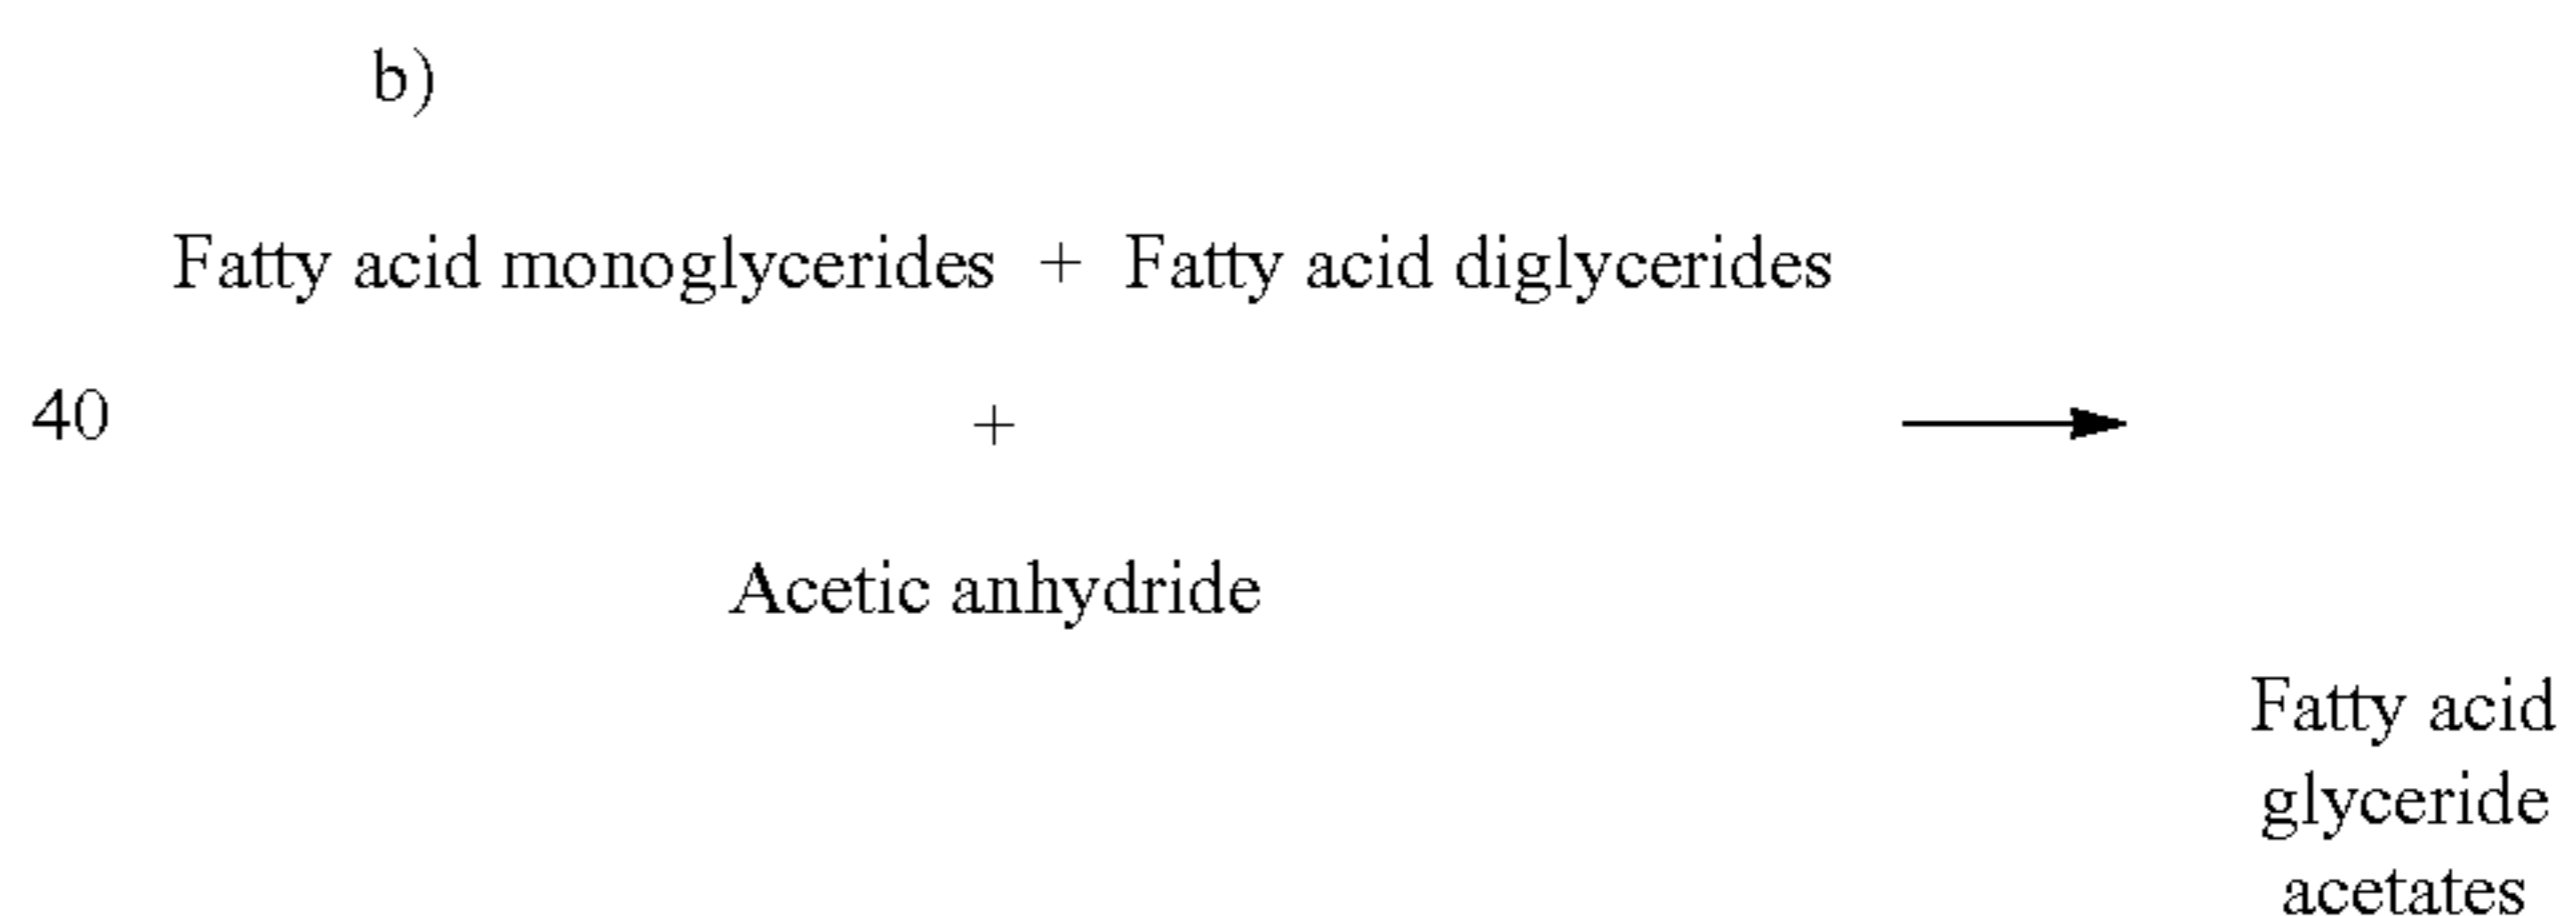 b)
Fatty acid monoglycerides + Fatty acid diglycerides
40
+
Acetic anhydride
Fatty acid
glyceride
acetates